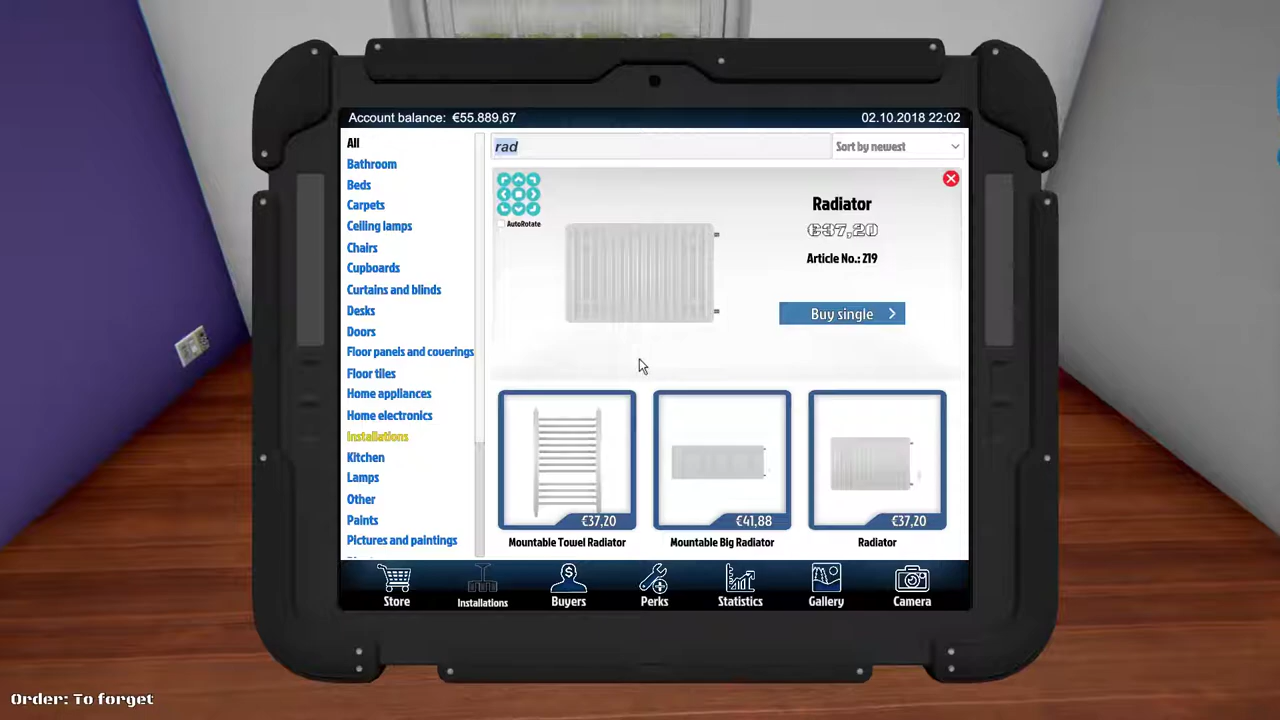 Account balance: €55.889,67
02.10.2018 22:02
All
Bathroom
Beds
Carpets
Ceiling lamps
Chairs
Cupboards
Curtains and blinds
Desks
Doors
Floor panels and coverings
Floor tiles
Home appliances
Home electronics
Installations
Kitchen
Lamps
Other
Paints
Pictures and paintings
rad
Sort by newest
AutoRotate
Radiator
€37,20
Article No.: 219
Buy single
€37,20
€41,88
€37,20
Mountable Towel Radiator
Mountable Big Radiator
Radiator
Store
Installations
Buyers
Perks
Statistics
Gallery
Camera
Order: To forget